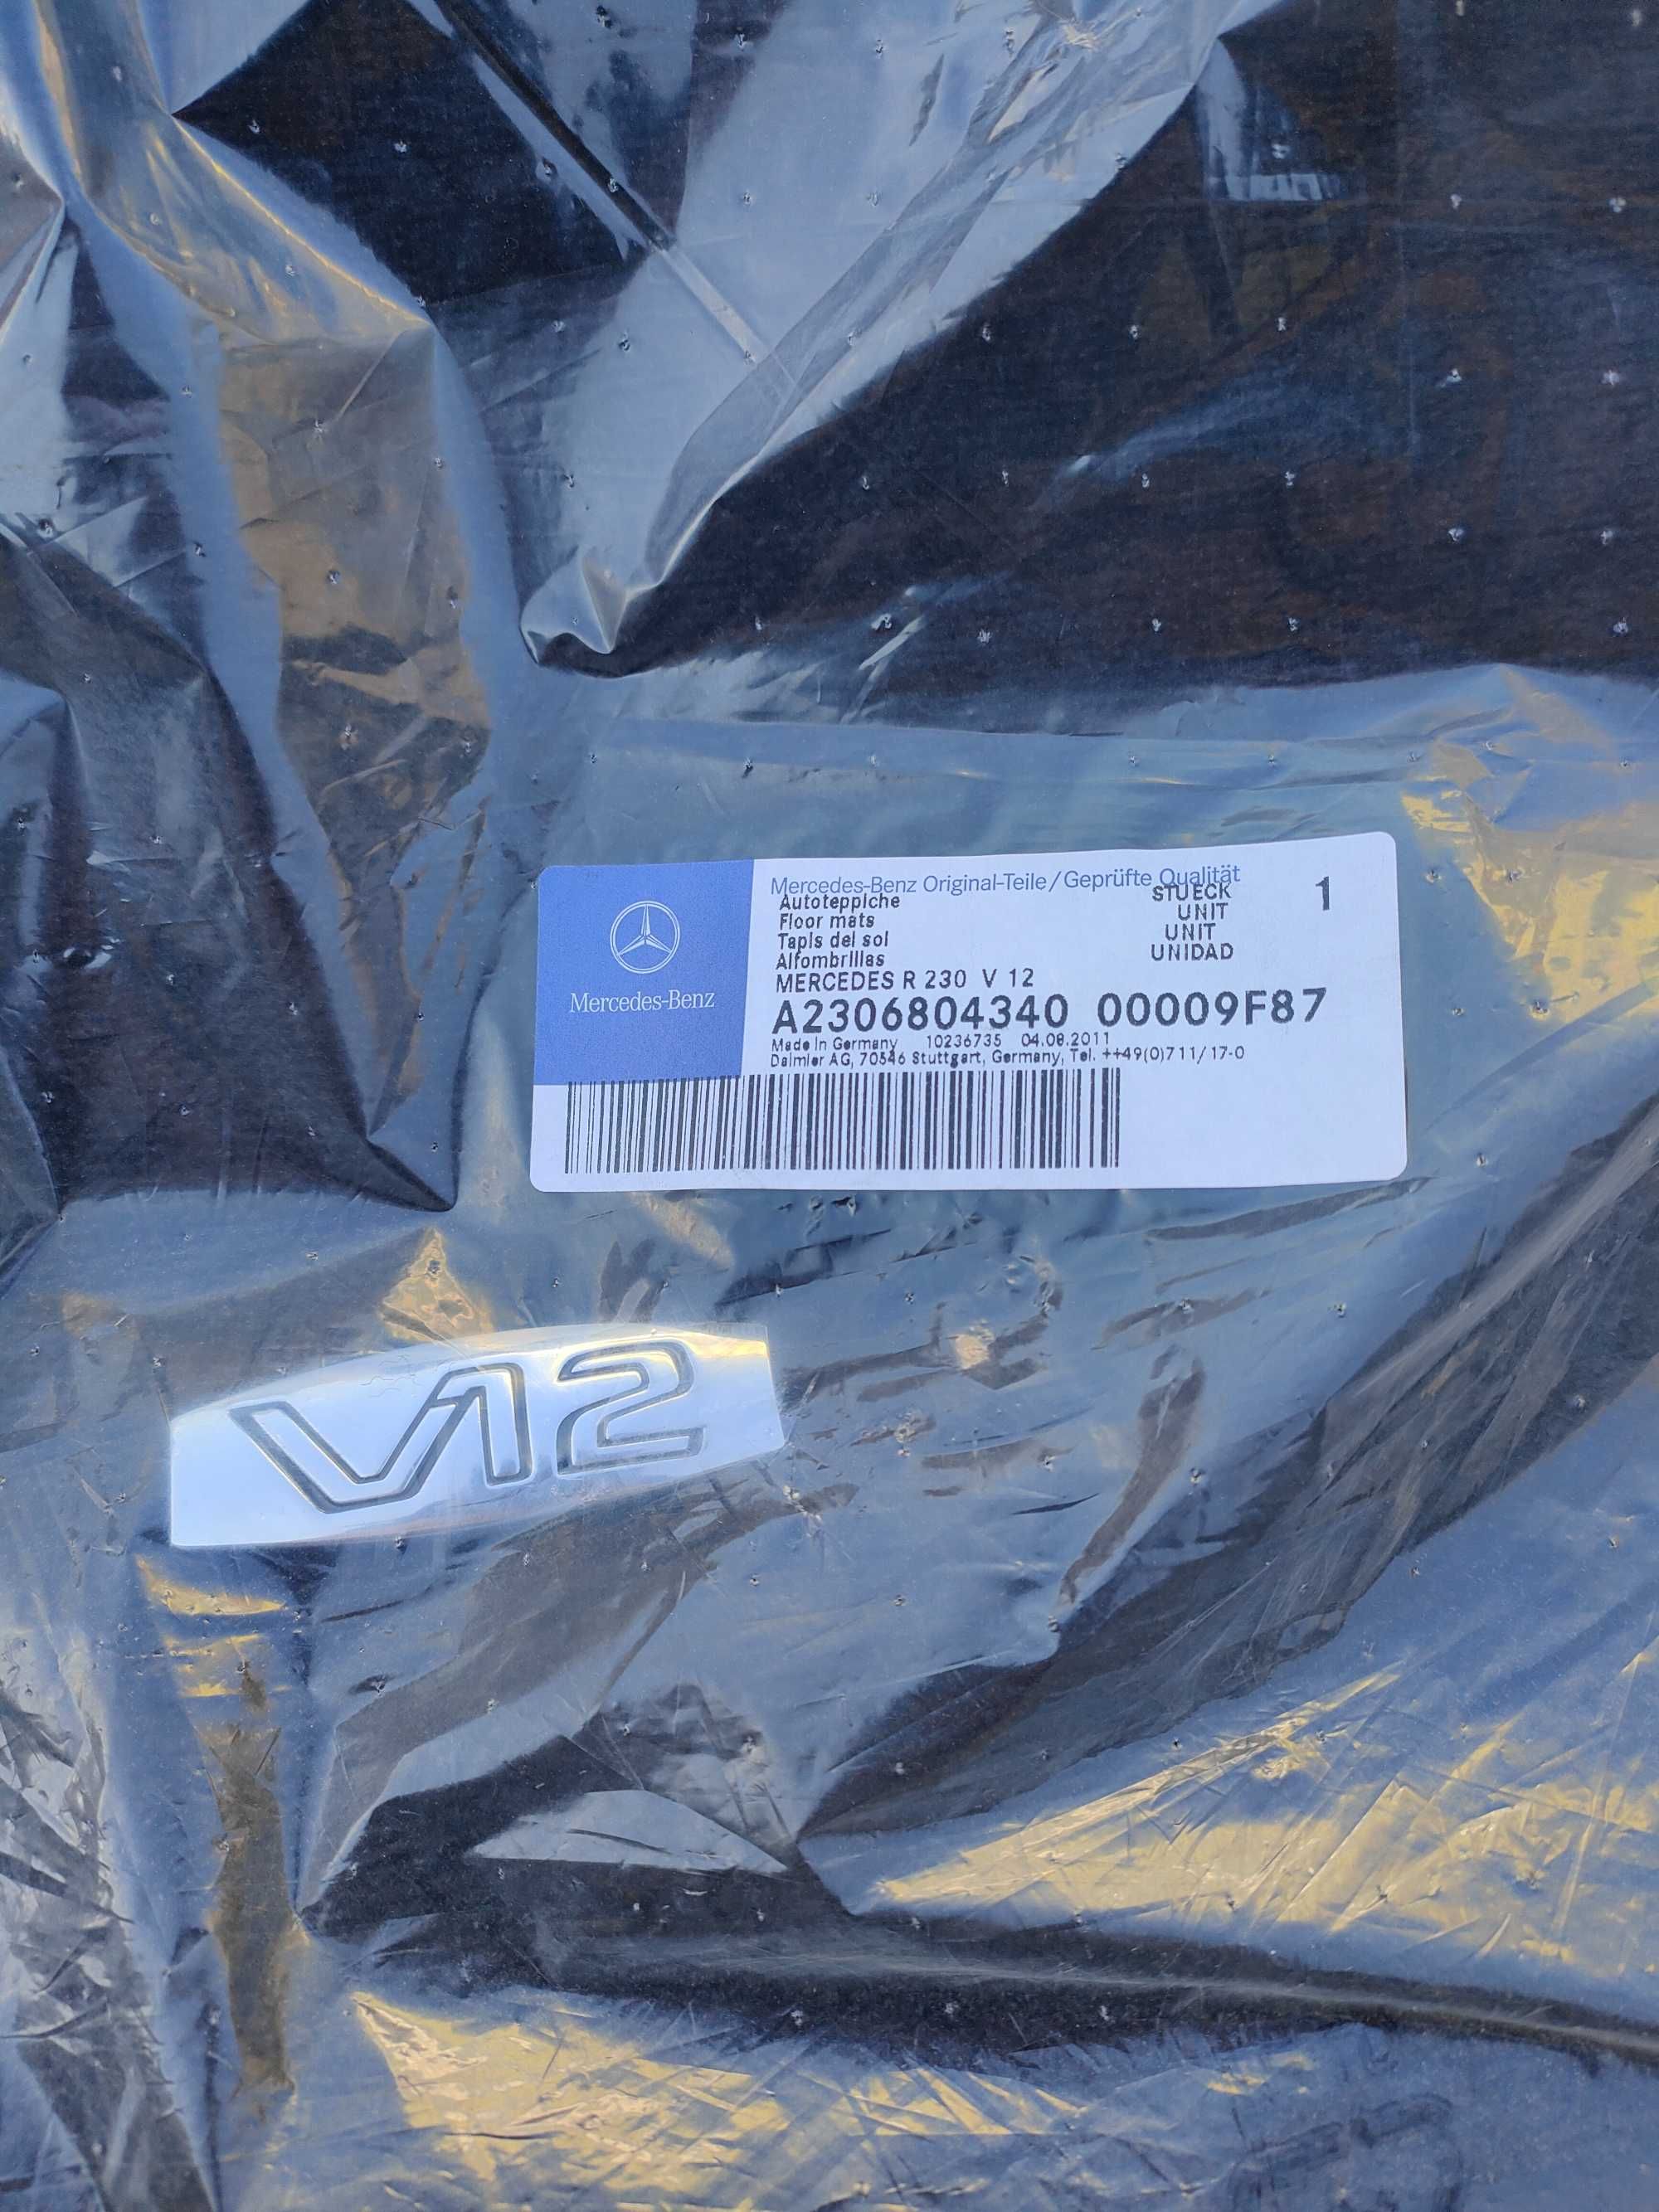 Mercedes-Benz
Mercedes-Benz Original-Teile/Geprüfte Qualität
Autoteppiche STUECK 1
Floor mats UNIT
Tapis del sol UNIT
Alfombrillas UNIDAD
MERCEDES R 230 V 12
A2306804340 00009F87
Made in Germany 10236735 04.08.2011
Daimler AG, 70546 Stuttgart, Germany, Tel. ++49(0)711/17-0
V12